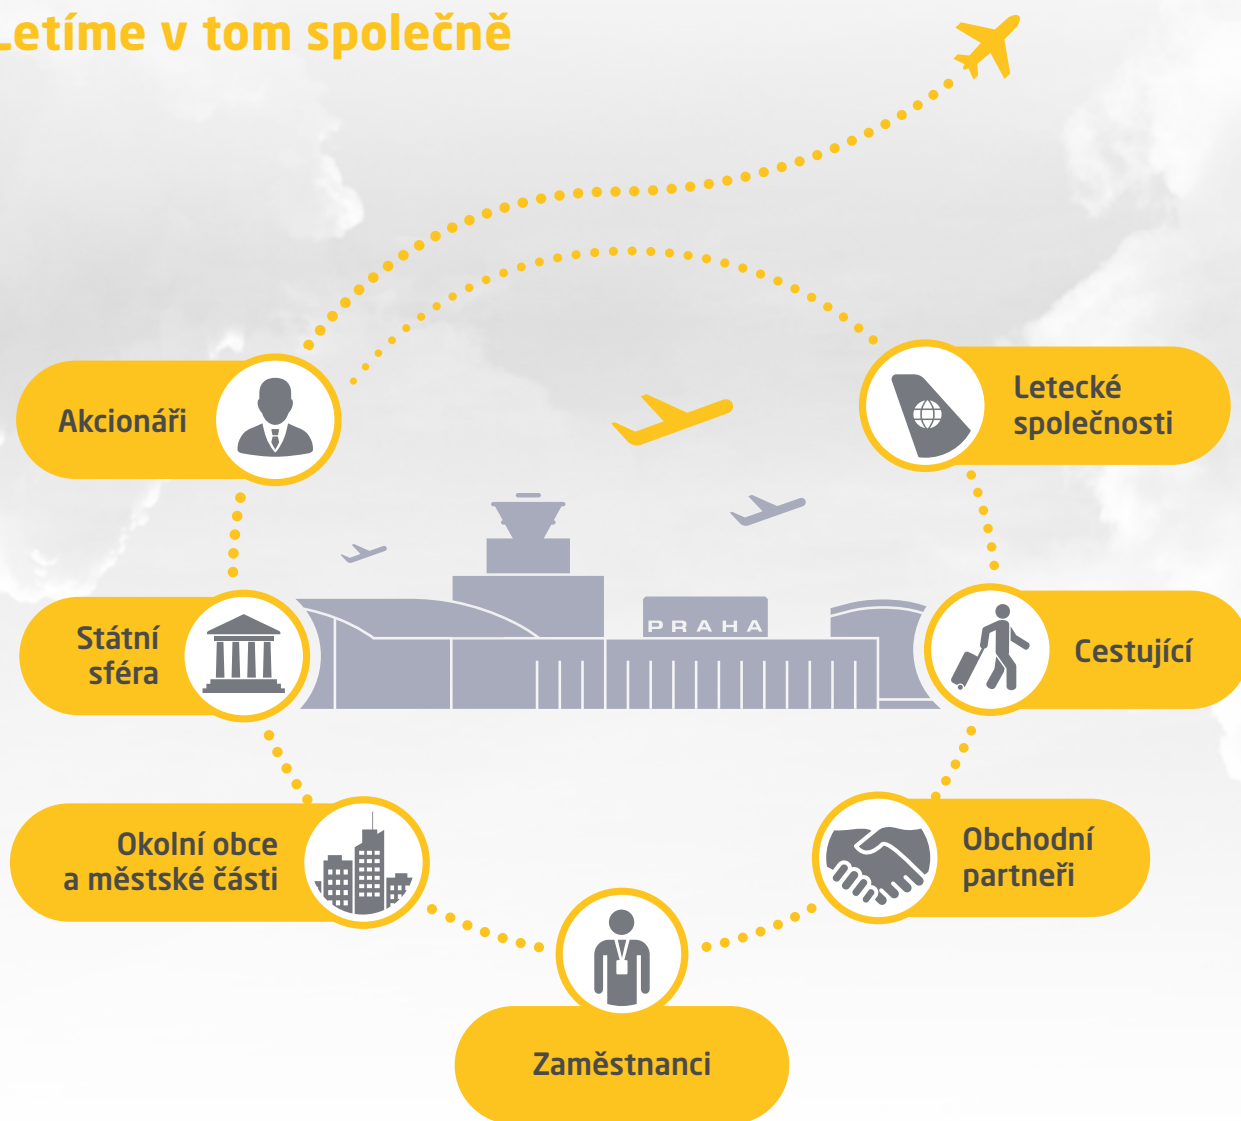 Letíme v tom společně
Akcionáři
Letecké
společnosti
Státní
sféra
PRAHA
Cestující
Okolní obce
a městské části
Obchodní
partneři
Zaměstnanci